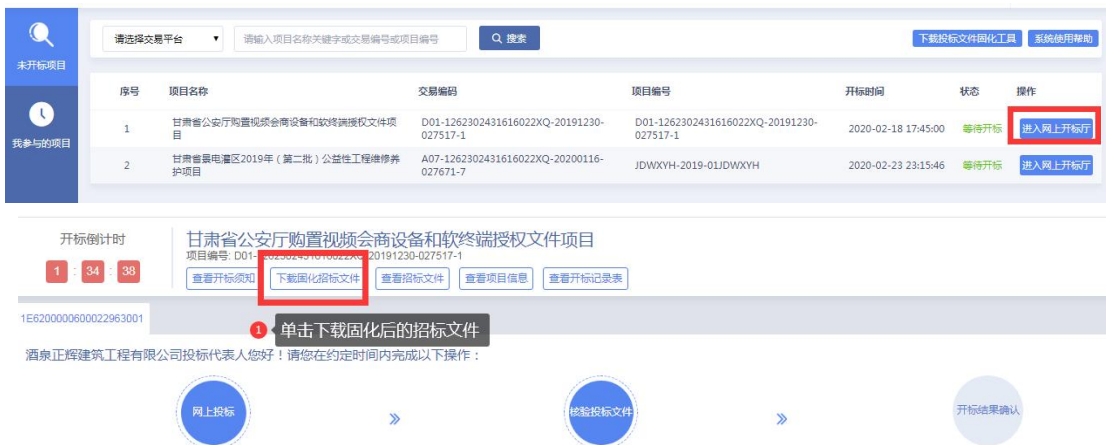 请选择交易平台 ▼ 请输入项目名称关键字或交易编号或项目编号 搜索 下载投标文件固化工具 系统使用帮助
未开标项目
我参与的项目
序号 项目名称 交易编码 项目编号 开标时间 状态 操作
1 甘肃省公安厅购置视频会商设备和软终端授权文件项 D01-1262302431616022XQ-20191230- D01-1262302431616022XQ-20191230- 2020-02-18 17:45:00 等待开标 进入网上开标厅
目 027517-1 027517-1
2 甘肃省景电灌区2019年（第二批）公益性工程维修养 A07-1262302431616022XQ-20200116- JDWXYH-2019-01JDWXYH 2020-02-23 23:15:46 等待开标 进入网上开标厅
护项目 027671-7
开标倒计时
1 : 34 : 38
甘肃省公安厅购置视频会商设备和软终端授权文件项目
项目编号: D01-1262302431616022XQ-20191230-027517-1
查看开标须知 下载固化招标文件 查看招标文件 查看项目信息 查看开标记录表
1E6200000600022963001
1 单击下载固化后的招标文件
酒泉正辉建筑工程有限公司投标代表人您好！请您在约定时间内完成以下操作：
网上投标 » 核验投标文件 » 开标结果确认